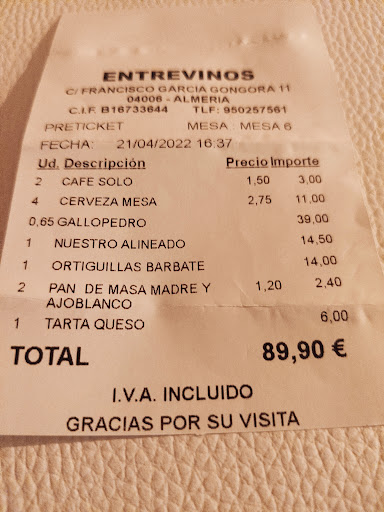 ENTREVINOS
C/ FRANCISCO GARCIA GONGORA 11
04006 - ALMERIA
C.I.F. B16733644 TLF: 950257561
PRETICKET MESA : MESA 6
FECHA: 21/04/2022 16:37
Ud. Descripción Precio Importe
2 CAFE SOLO 1,50 3,00
4 CERVEZA MESA 2,75 11,00
0,65 GALLOPEDRO 39,00
1 NUESTRO ALINEADO 14,50
1 ORTIGUILLAS BARBATE 14,00
2 PAN DE MASA MADRE Y 1,20 2,40
AJOBLANCO
1 TARTA QUESO 6,00
TOTAL 89,90 €
I.V.A. INCLUIDO
GRACIAS POR SU VISITA